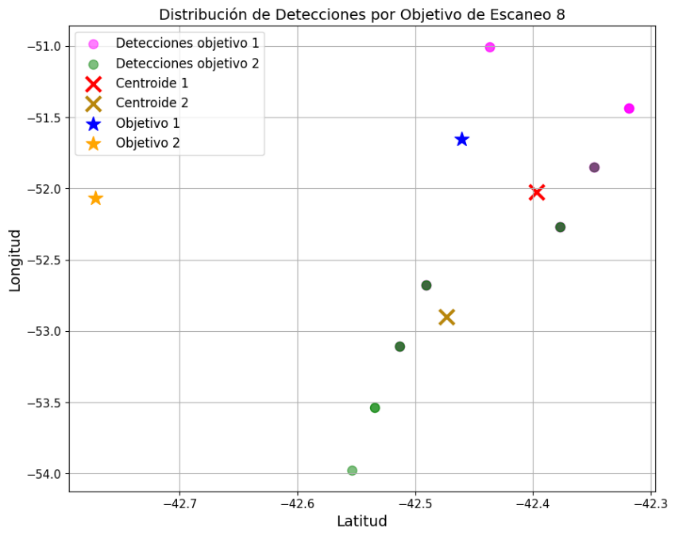 Distribución de Detecciones por Objetivo de Escaneo 8
Detecciones objetivo 1
Detecciones objetivo 2
Centroide 1
Centroide 2
Objetivo 1
Objetivo 2
−51.0
−51.5
−52.0
−52.5
−53.0
−53.5
−54.0
Longitud
−42.7
−42.6
−42.5
−42.4
−42.3
Latitud